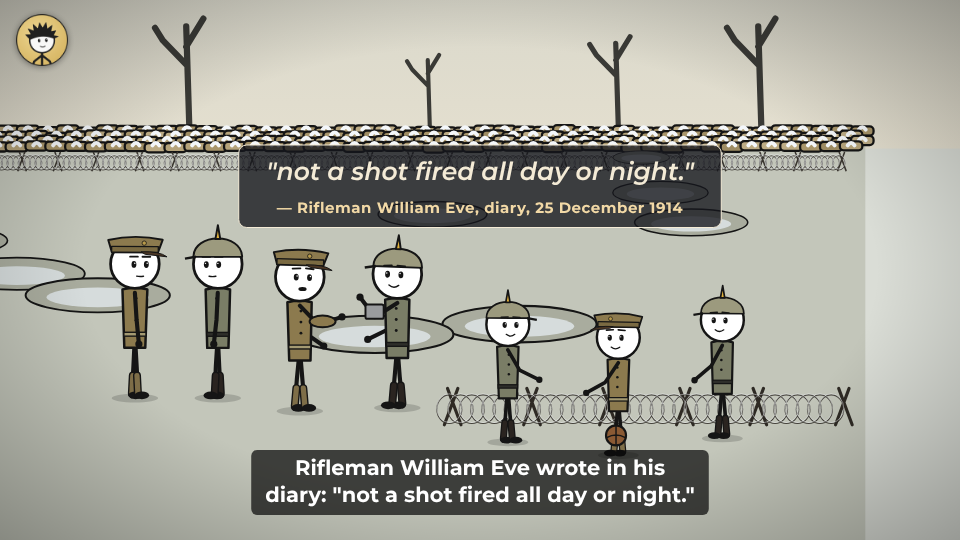 "not a shot fired all day or night."
— Rifleman William Eve, diary, 25 December 1914
Rifleman William Eve wrote in his
diary: "not a shot fired all day or night."